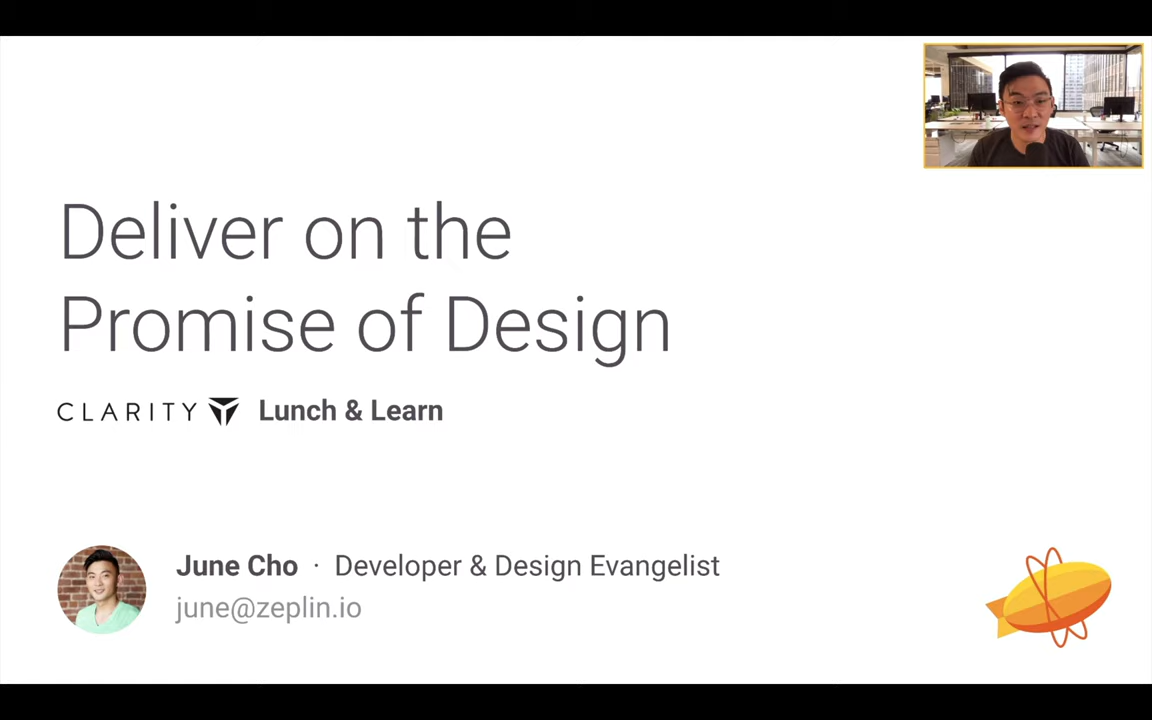 Deliver on the
Promise of Design
CLARITY Lunch & Learn
June Cho · Developer & Design Evangelist
june@zeplin.io